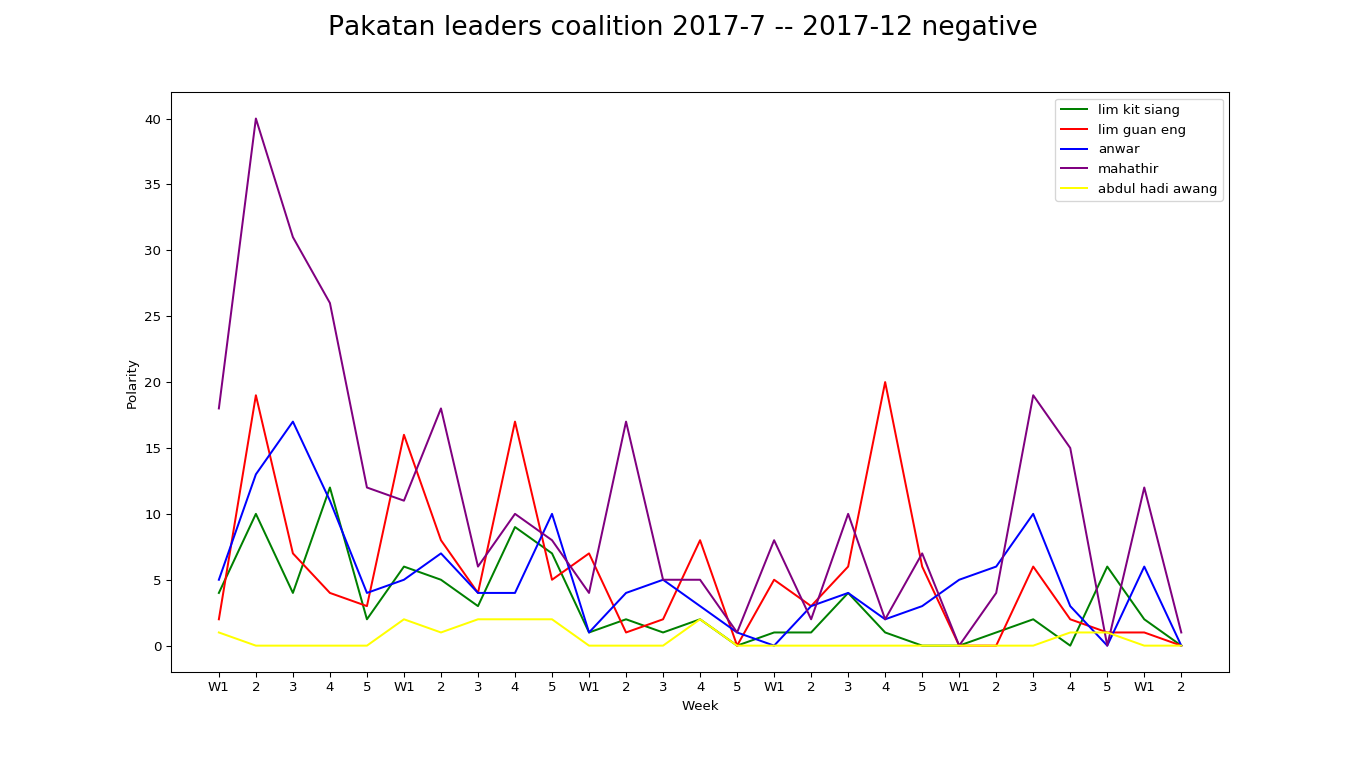 Pakatan leaders coalition 2017-7 -- 2017-12 negative
lim kit siang
lim guan eng
anwar
mahathir
abdul hadi awang
40
35
30
25
20
15
10
5
0
Polarity
W1 2 3 4 5 W1 2 3 4 5 W1 2 3 4 5 W1 2 3 4 5 W1 2 3 4 5 W1 2
Week